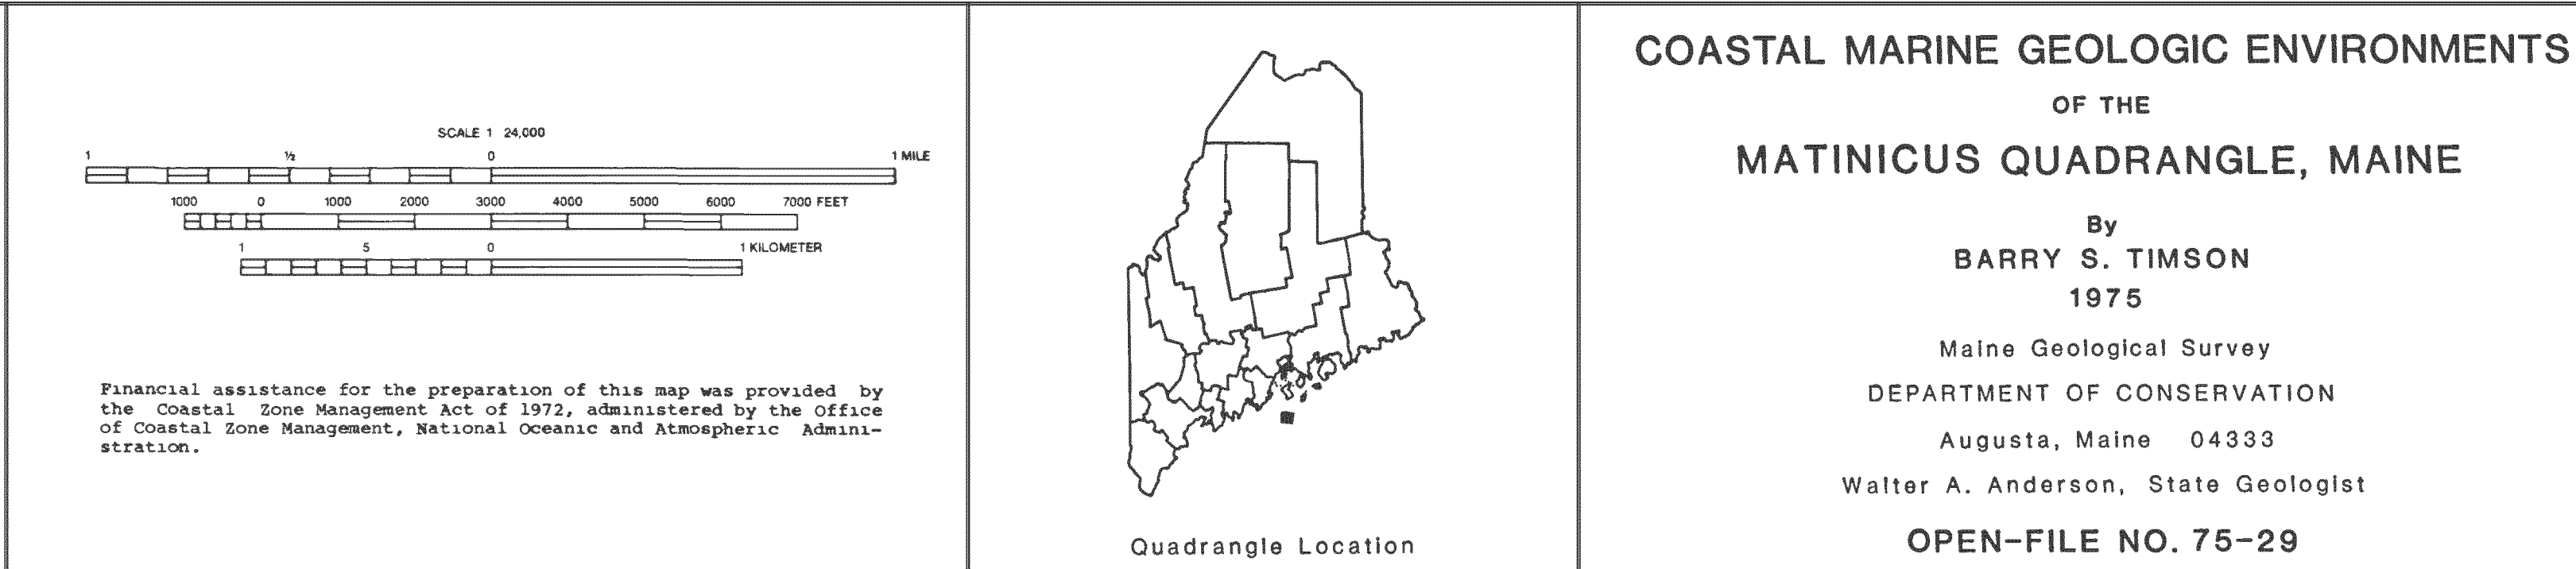 SCALE 1 24,000
1 ½ 0 1 MILE
1000 0 1000 2000 3000 4000 5000 6000 7000 FEET
1 5 0 1 KILOMETER
Financial assistance for the preparation of this map was provided by
the Coastal Zone Management Act of 1972, administered by the Office
of Coastal Zone Management, National Oceanic and Atmospheric Admini-
stration.
Quadrangle Location
COASTAL MARINE GEOLOGIC ENVIRONMENTS
OF THE
MATINICUS QUADRANGLE, MAINE
By
BARRY S. TIMSON
1975
Maine Geological Survey
DEPARTMENT OF CONSERVATION
Augusta, Maine 04333
Walter A. Anderson, State Geologist
OPEN-FILE NO. 75-29